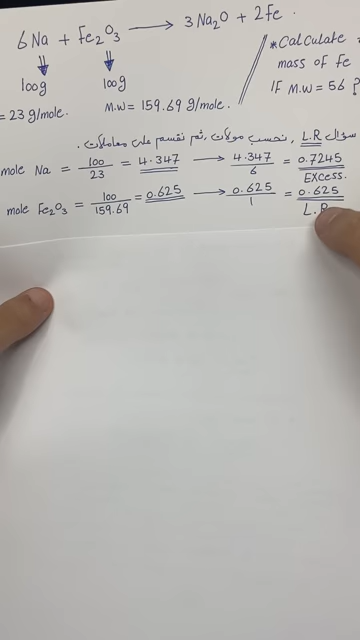 6Na + Fe₂O₃ ⟶ 3Na₂O + 2Fe.
100g 100g
= 23 g/mole. M.W = 159.69 g/mole.
* Calculate
mass of Fe
IF M.W = 56 ?
سؤال L.R , نحسب مولات , ثم نقسم على معاملات .
mole Na = 100/23 = 4.347 ⟶ 4.347/6 = 0.7245
Excess.
mole Fe₂O₃ = 100/159.69 = 0.625 ⟶ 0.625/1 = 0.625
L.R